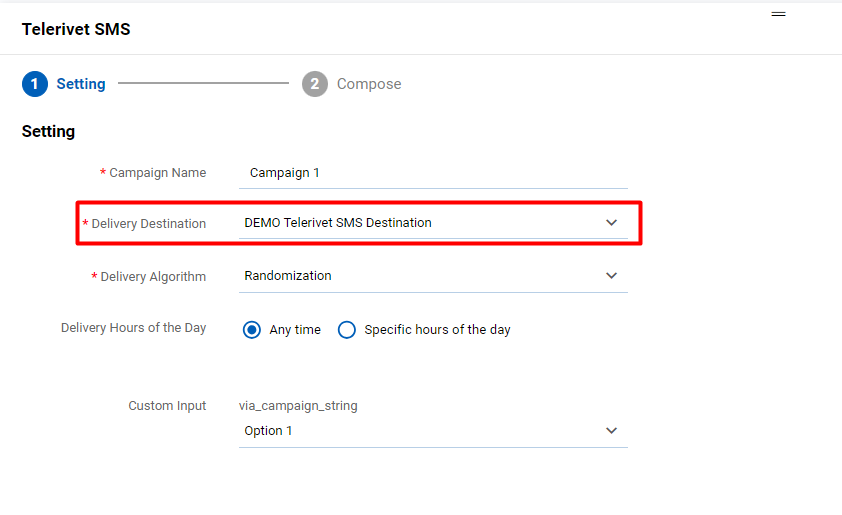 Telerivet SMS
1 Setting 2 Compose
Setting
* Campaign Name Campaign 1
* Delivery Destination DEMO Telerivet SMS Destination
* Delivery Algorithm Randomization
Delivery Hours of the Day Any time Specific hours of the day
Custom Input via_campaign_string
Option 1